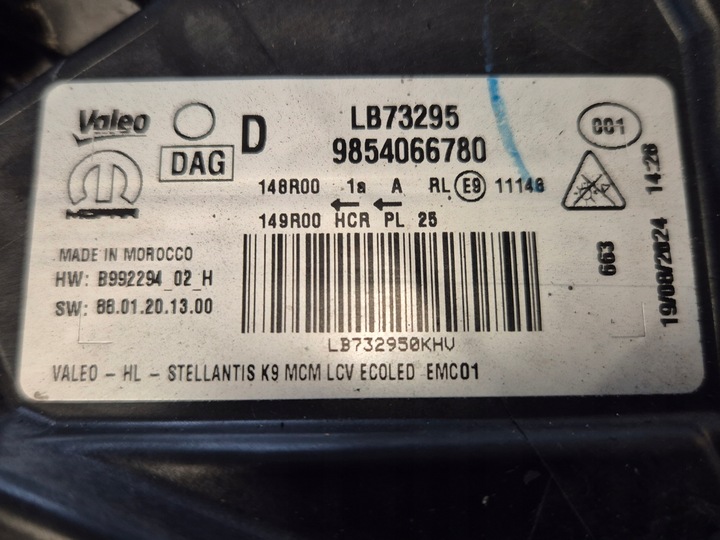 Valeo
DAG
D
LB73295
9854066780
001
MOPAR
148R00 1a A RL E9 11148
149R00 HCR PL 25
MADE IN MOROCCO
HW: B992294_02_H
SW: 88.01.20.13.00
LB732950KHV
663
19/08/2024 14:28
VALEO - HL - STELLANTIS K9 MCM LCV ECOLED EMC01